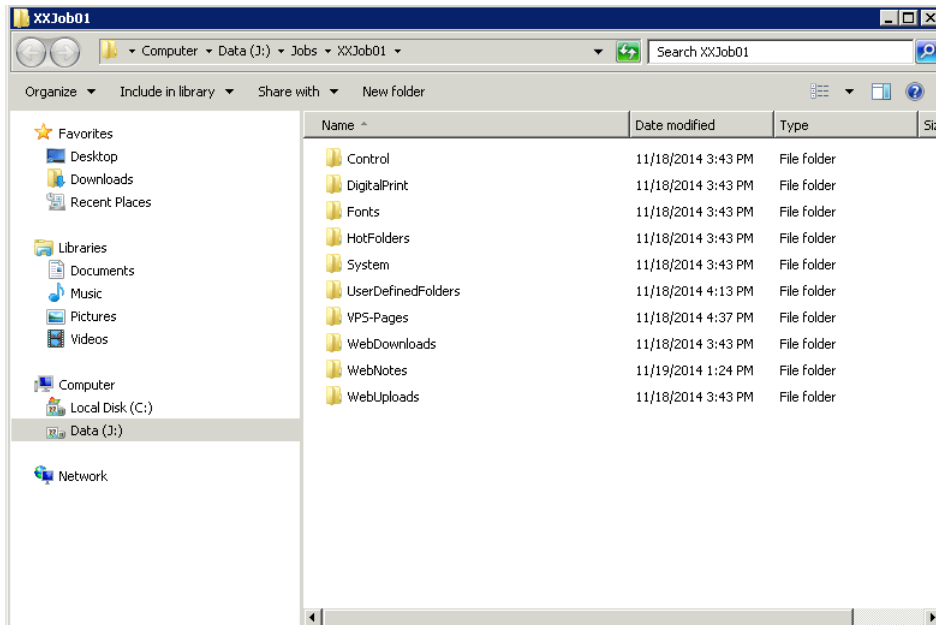 XXJob01
Computer Data (J:) Jobs XXJob01
Search XXJob01
Organize Include in library Share with New folder
Favorites
Desktop
Downloads
Recent Places
Libraries
Documents
Music
Pictures
Videos
Computer
Local Disk (C:)
Data (J:)
Network
Name Date modified Type Siz
Control 11/18/2014 3:43 PM File folder
DigitalPrint 11/18/2014 3:43 PM File folder
Fonts 11/18/2014 3:43 PM File folder
HotFolders 11/18/2014 3:43 PM File folder
System 11/18/2014 3:43 PM File folder
UserDefinedFolders 11/18/2014 4:13 PM File folder
VPS-Pages 11/18/2014 4:37 PM File folder
WebDownloads 11/18/2014 3:43 PM File folder
WebNotes 11/19/2014 1:24 PM File folder
WebUploads 11/18/2014 3:43 PM File folder